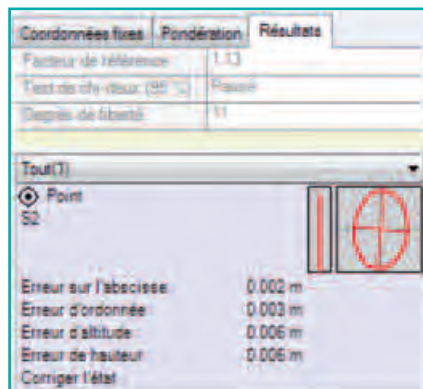 Coordonnées fixes Pondération Résultats
Facteur de référence 1.13
Test de chi-deux (95 %) Passé
Degrés de liberté 11
Tout(1)
Point
S2
Erreur sur l'abscisse 0.002 m
Erreur d'ordonnée 0.003 m
Erreur d'altitude 0.006 m
Erreur de hauteur 0.006 m
Corriger l'état